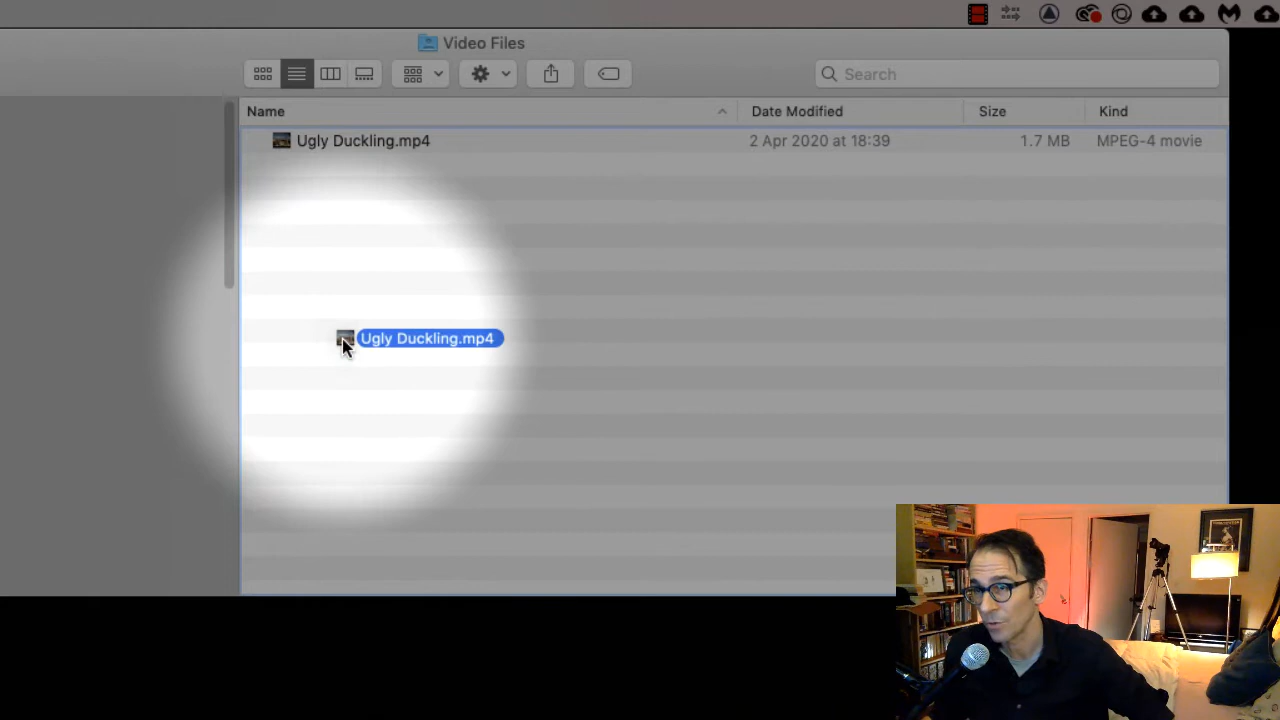 Video Files
Search
Name Date Modified Size Kind
Ugly Duckling.mp4 2 Apr 2020 at 18:39 1.7 MB MPEG-4 movie
Ugly Duckling.mp4